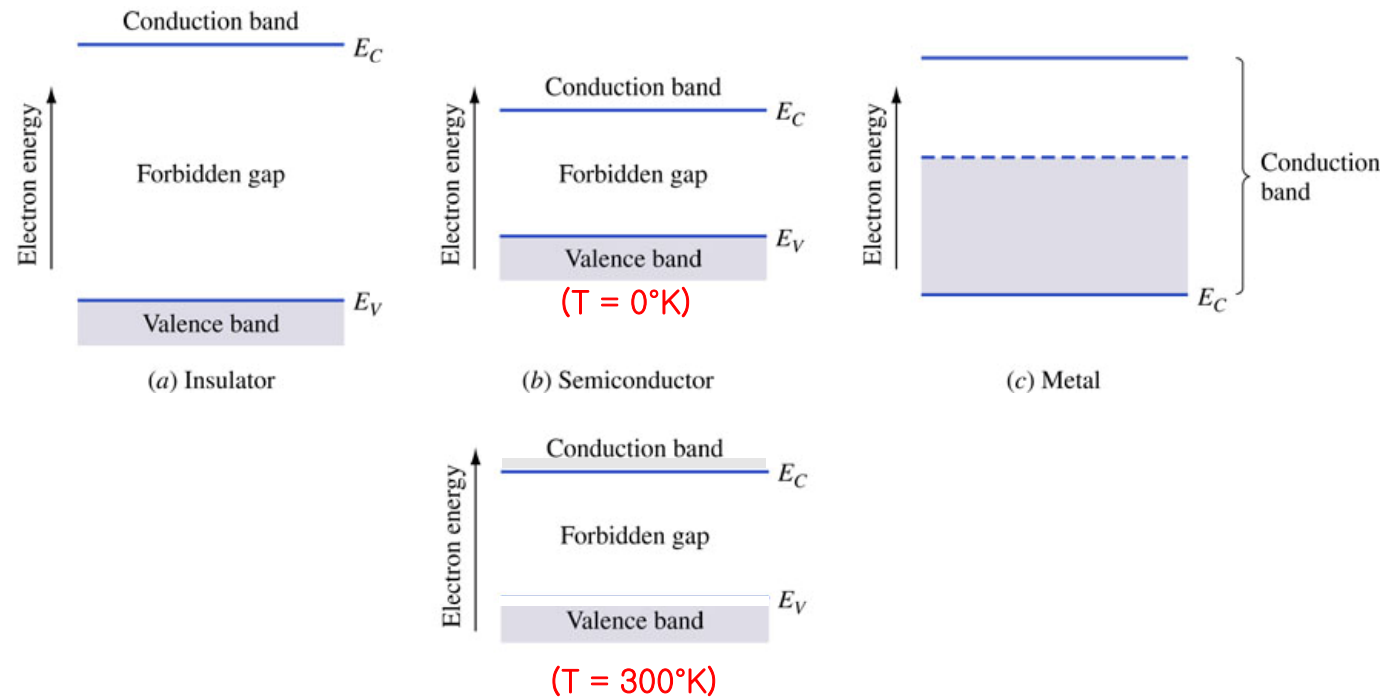 Conduction band
E_C
Electron energy
Forbidden gap
E_V
Valence band
(a) Insulator
Conduction band
E_C
Electron energy
Forbidden gap
E_V
Valence band
(T = 0°K)
(b) Semiconductor
Electron energy
Conduction
band
E_C
(c) Metal
Conduction band
E_C
Electron energy
Forbidden gap
E_V
Valence band
(T = 300°K)